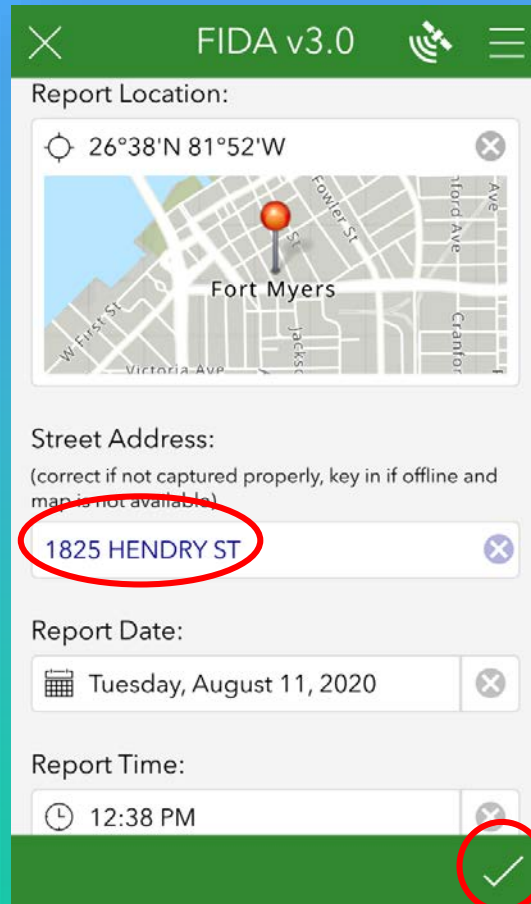 FIDA v3.0
Report Location:
26°38'N 81°52'W
Fowler St
nford Ave
Ave
St
Fort Myers
W First St
Jackso
Cranfor
Victoria Ave
Street Address:
(correct if not captured properly, key in if offline and
map is not available)
1825 HENDRY ST
Report Date:
Tuesday, August 11, 2020
Report Time:
12:38 PM